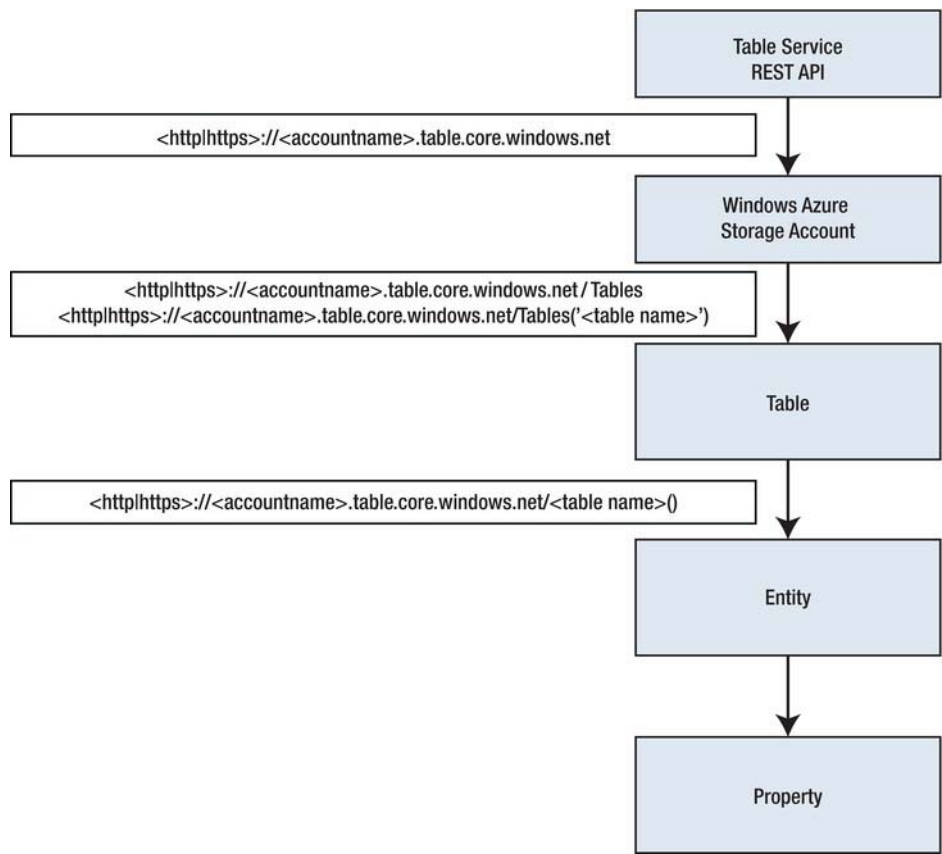 Table Service
REST API
<http|https>://<accountname>.table.core.windows.net
Windows Azure
Storage Account
<http|https>://<accountname>.table.core.windows.net / Tables
<http|https>://<accountname>.table.core.windows.net/Tables('<table name>')
Table
<http|https>://<accountname>.table.core.windows.net/<table name>()
Entity
Property